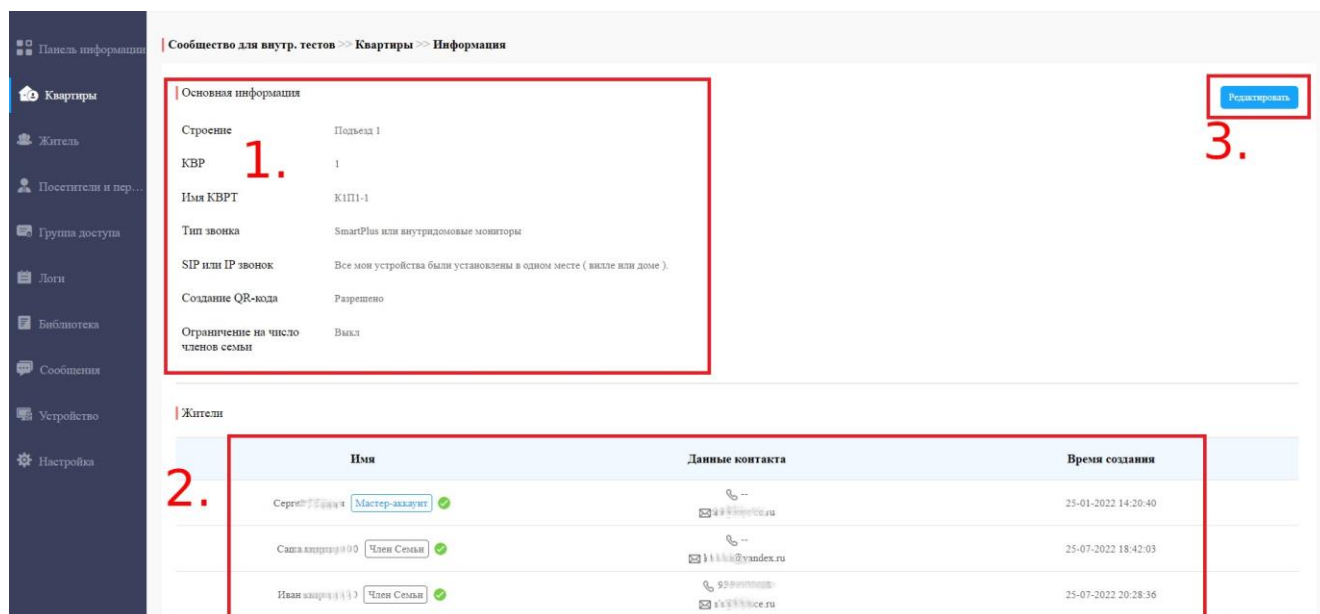 Панель информации
Квартиры
Житель
Посетители и пер...
Группа доступа
Логи
Библиотека
Сообщения
Устройство
Настройка
Сообщество для внутр. тестов >> Квартиры >> Информация
1.
Основная информация
Строение Подъезд 1
КВР 1
Имя КВРТ К1П1-1
Тип звонка SmartPlus или внутридомовые мониторы
SIP или IP звонок Все мои устройства были установлены в одном месте ( вилле или доме ).
Создание QR-кода Разрешено
Ограничение на число Выкл
членов семьи
Редактировать
3.
Жители
2.
Имя Данные контакта Время создания
Мастер-аккаунт -- 25-01-2022 14:20:40
Саша Член Семьи -- 25-07-2022 18:42:03
@yandex.ru
Иван Член Семьи 25-07-2022 20:28:36